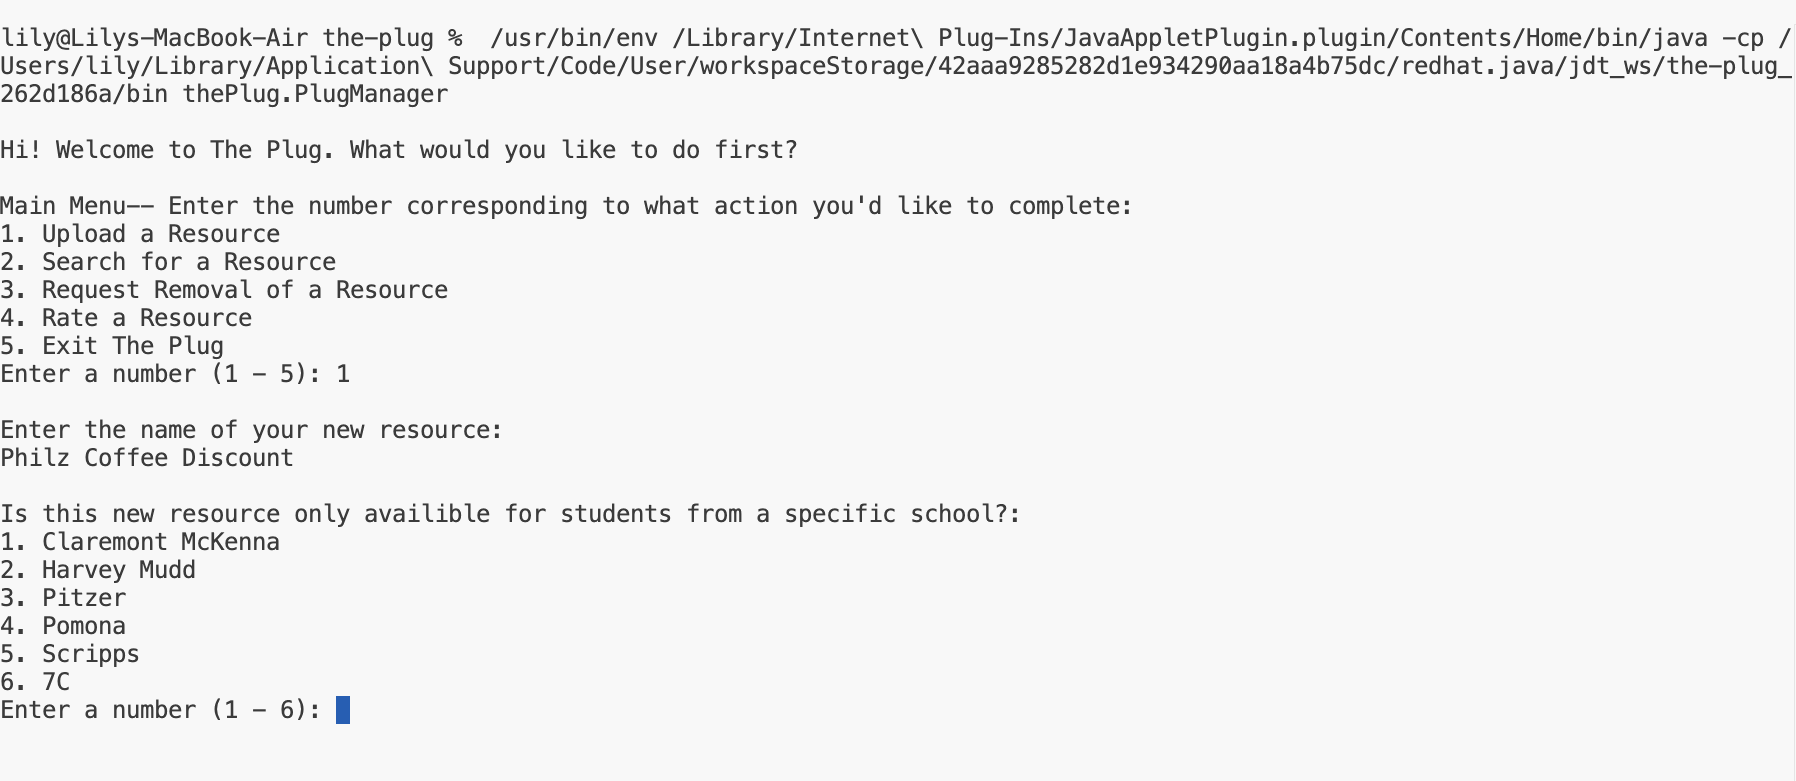 lily@Lilys-MacBook-Air the-plug %  /usr/bin/env /Library/Internet\ Plug-Ins/JavaAppletPlugin.plugin/Contents/Home/bin/java -cp /
Users/lily/Library/Application\ Support/Code/User/workspaceStorage/42aaa9285282d1e934290aa18a4b75dc/redhat.java/jdt_ws/the-plug_
262d186a/bin thePlug.PlugManager
Hi! Welcome to The Plug. What would you like to do first?
Main Menu-- Enter the number corresponding to what action you'd like to complete:
1. Upload a Resource
2. Search for a Resource
3. Request Removal of a Resource
4. Rate a Resource
5. Exit The Plug
Enter a number (1 - 5): 1
Enter the name of your new resource:
Philz Coffee Discount
Is this new resource only availible for students from a specific school?:
1. Claremont McKenna
2. Harvey Mudd
3. Pitzer
4. Pomona
5. Scripps
6. 7C
Enter a number (1 - 6):